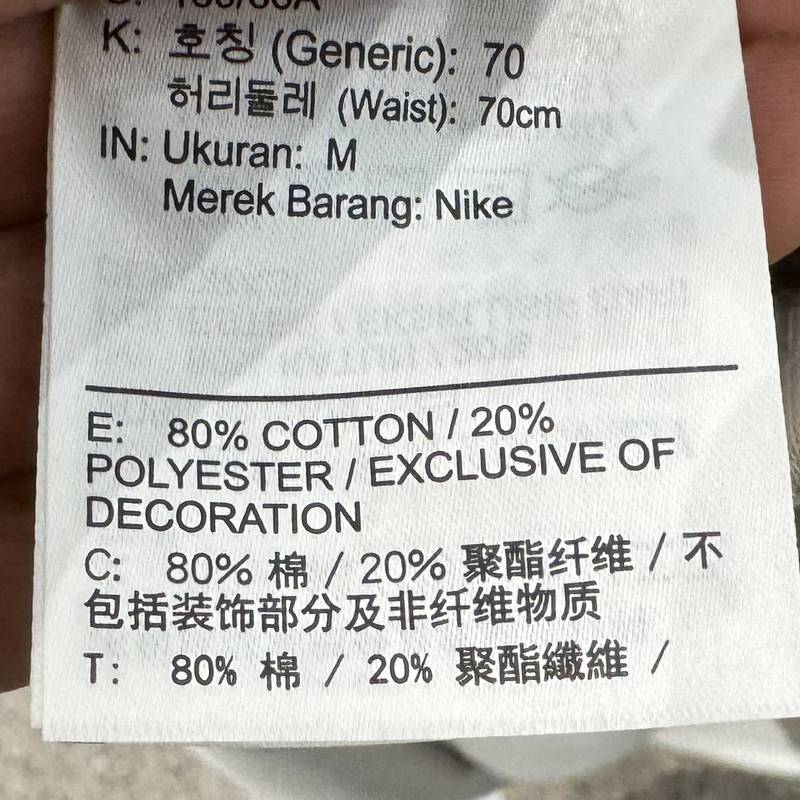 K: 호칭 (Generic): 70
허리둘레 (Waist): 70cm
IN: Ukuran: M
Merek Barang: Nike
E: 80% COTTON / 20%
POLYESTER / EXCLUSIVE OF
DECORATION
C: 80% 棉 / 20% 聚酯纤维 / 不
包括装饰部分及非纤维物质
T: 80% 棉 / 20% 聚酯纖維 /